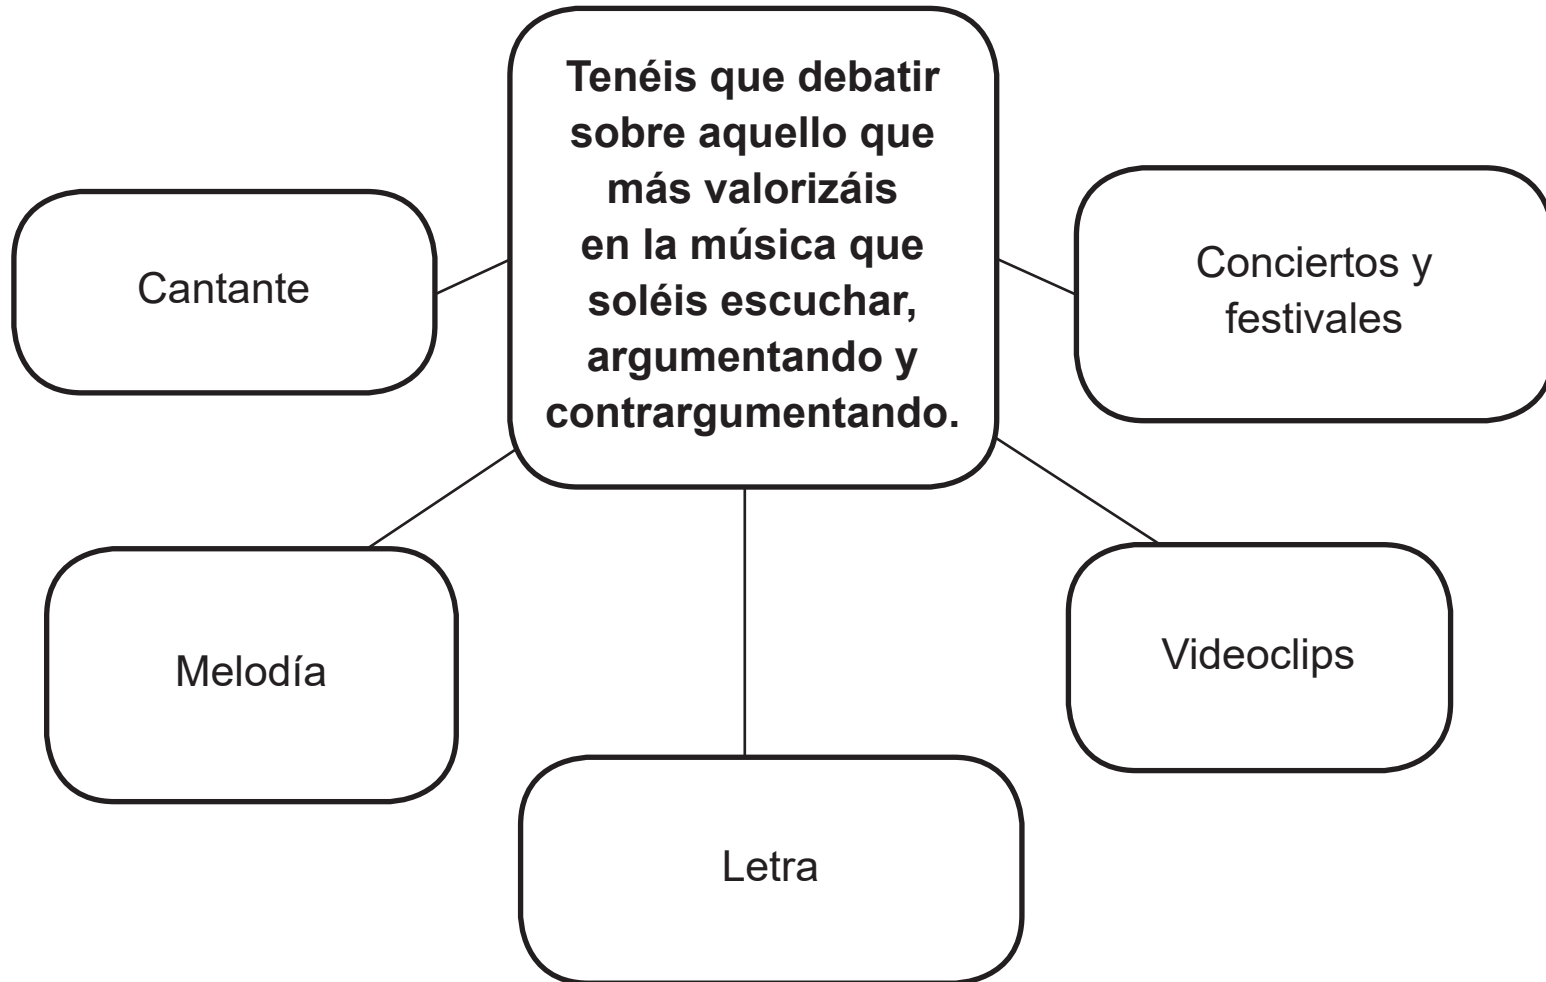 Tenéis que debatir
sobre aquello que
más valorizáis
en la música que
soléis escuchar,
argumentando y
contrargumentando.
Cantante
Conciertos y
festivales
Melodía
Videoclips
Letra